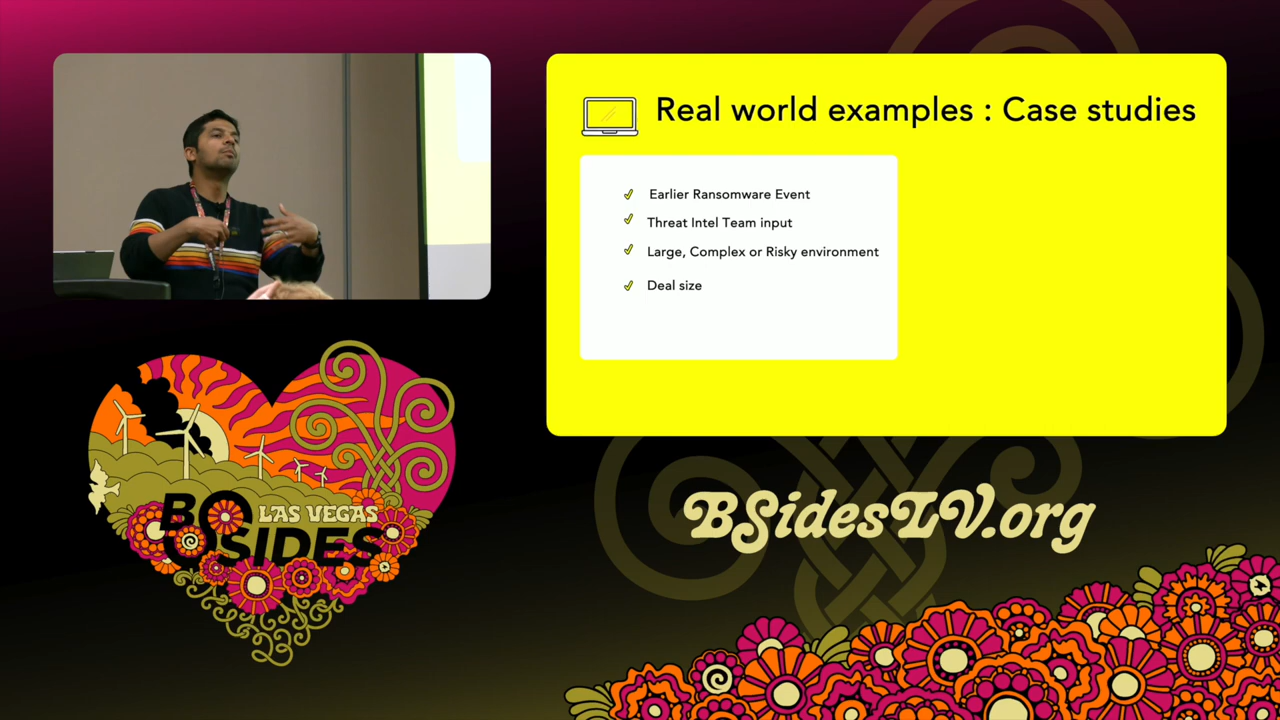 Real world examples : Case studies
Earlier Ransomware Event
Threat Intel Team input
Large, Complex or Risky environment
Deal size
LAS VEGAS
BSIDES
BSidesLV.org